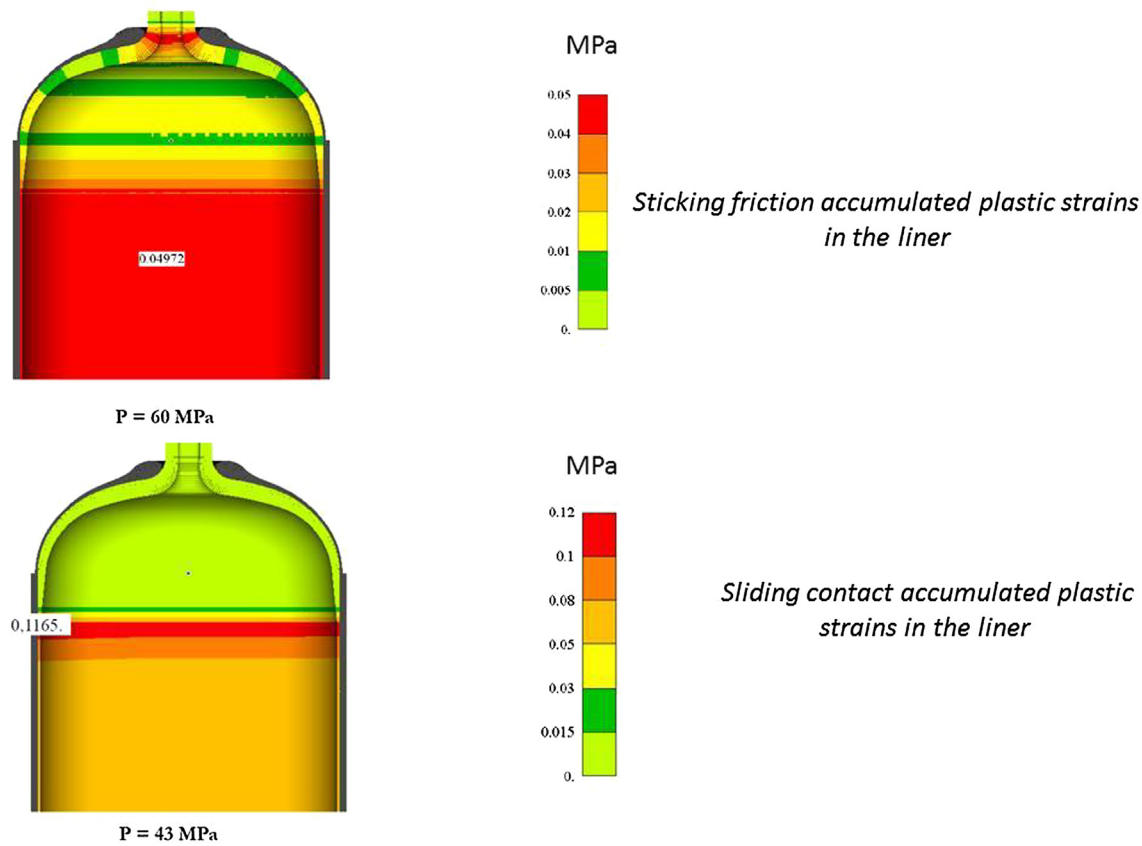 MPa
0.05
0.04
0.03
0.02
0.01
0.005
0.
Sticking friction accumulated plastic strains
in the liner
0.04972
P = 60 MPa
MPa
0.12
0.1
0.08
0.05
0.03
0.015
0.
Sliding contact accumulated plastic
strains in the liner
0,1165.
P = 43 MPa